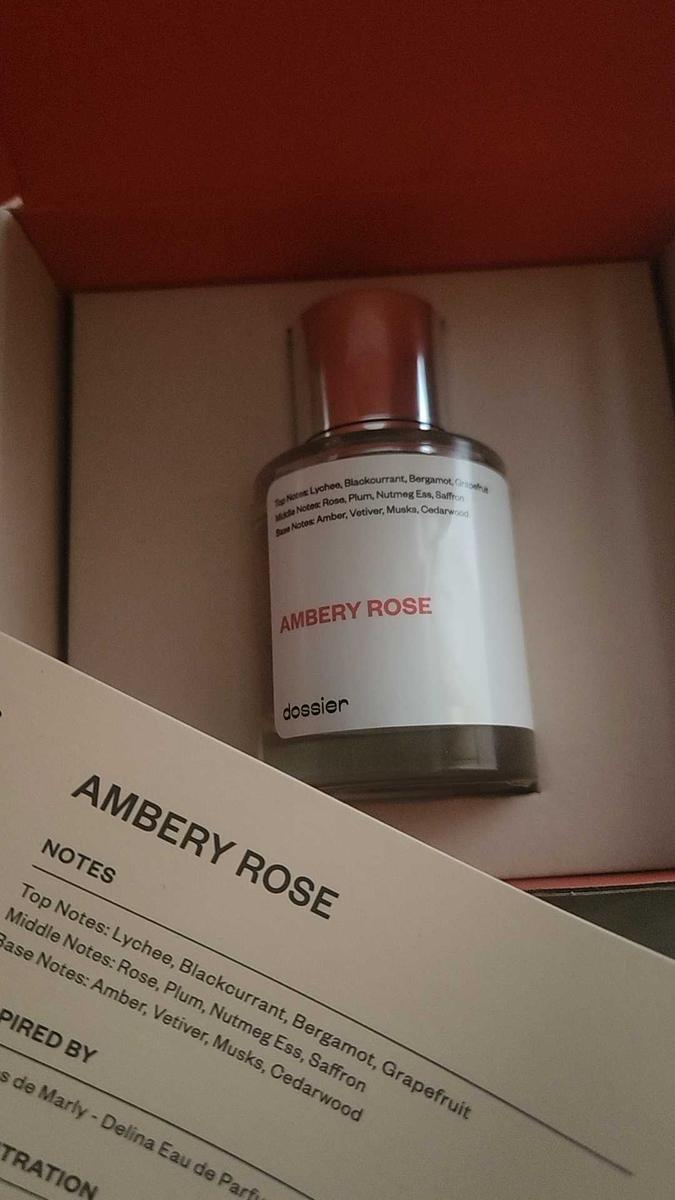 Top Notes: Lychee, Blackcurrant, Bergamot, Grapefruit
Middle Notes: Rose, Plum, Nutmeg Ess, Saffron
Base Notes: Amber, Vetiver, Musks, Cedarwood
AMBERY ROSE
dossier
AMBERY ROSE
NOTES
Top Notes: Lychee, Blackcurrant, Bergamot, Grapefruit
Middle Notes: Rose, Plum, Nutmeg Ess, Saffron
Base Notes: Amber, Vetiver, Musks, Cedarwood
PIRED BY
s de Marly - Delina Eau de Parfu
TRATION